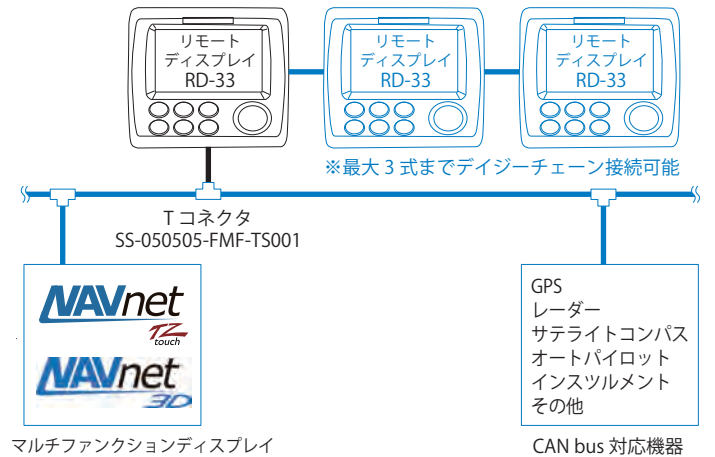 リモート
ディスプレイ
RD-33
リモート
ディスプレイ
RD-33
リモート
ディスプレイ
RD-33
※最大 3 式までデイジーチェーン接続可能
T コネクタ
SS-050505-FMF-TS001
NAVnet
TZ
touch
NAVnet
3D
マルチファンクションディスプレイ
GPS
レーダー
サテライトコンパス
オートパイロット
インスツルメント
その他
CAN bus 対応機器